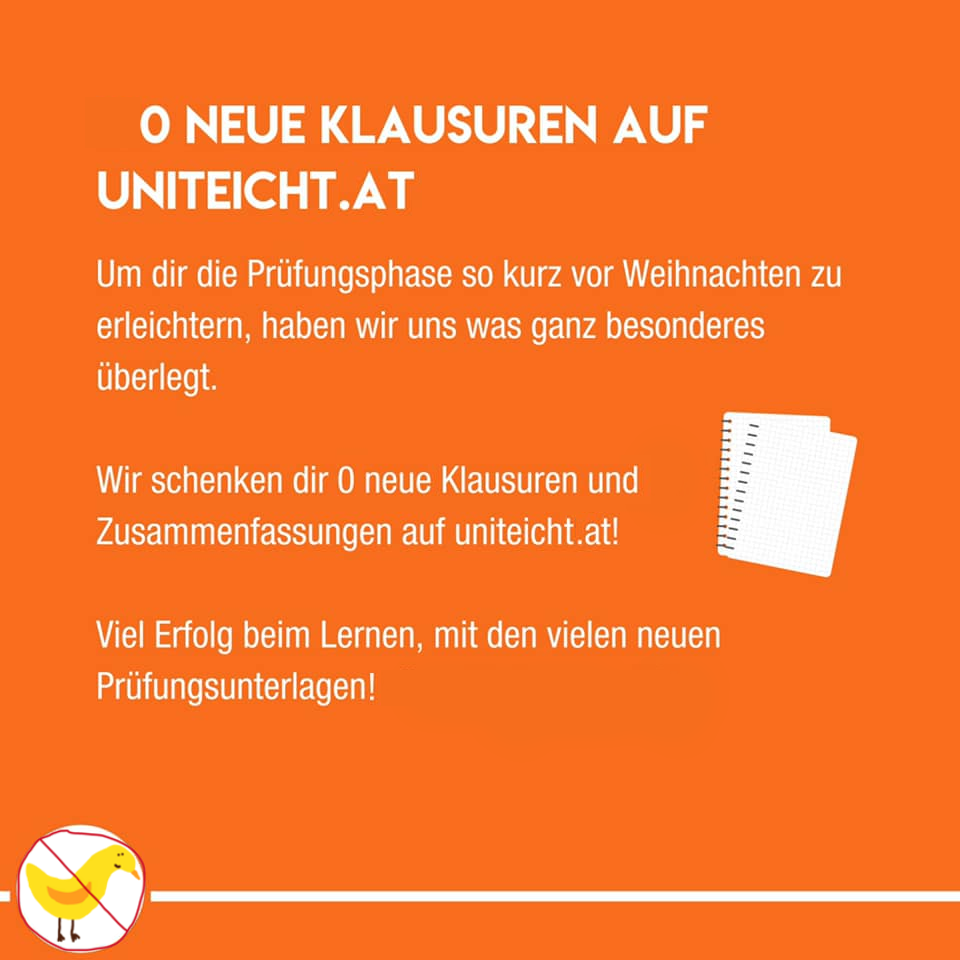 0 NEUE KLAUSUREN AUF
UNITEICHT.AT
Um dir die Prüfungsphase so kurz vor Weihnachten zu
erleichtern, haben wir uns was ganz besonderes
überlegt.
Wir schenken dir 0 neue Klausuren und
Zusammenfassungen auf uniteicht.at!
Viel Erfolg beim Lernen, mit den vielen neuen
Prüfungsunterlagen!